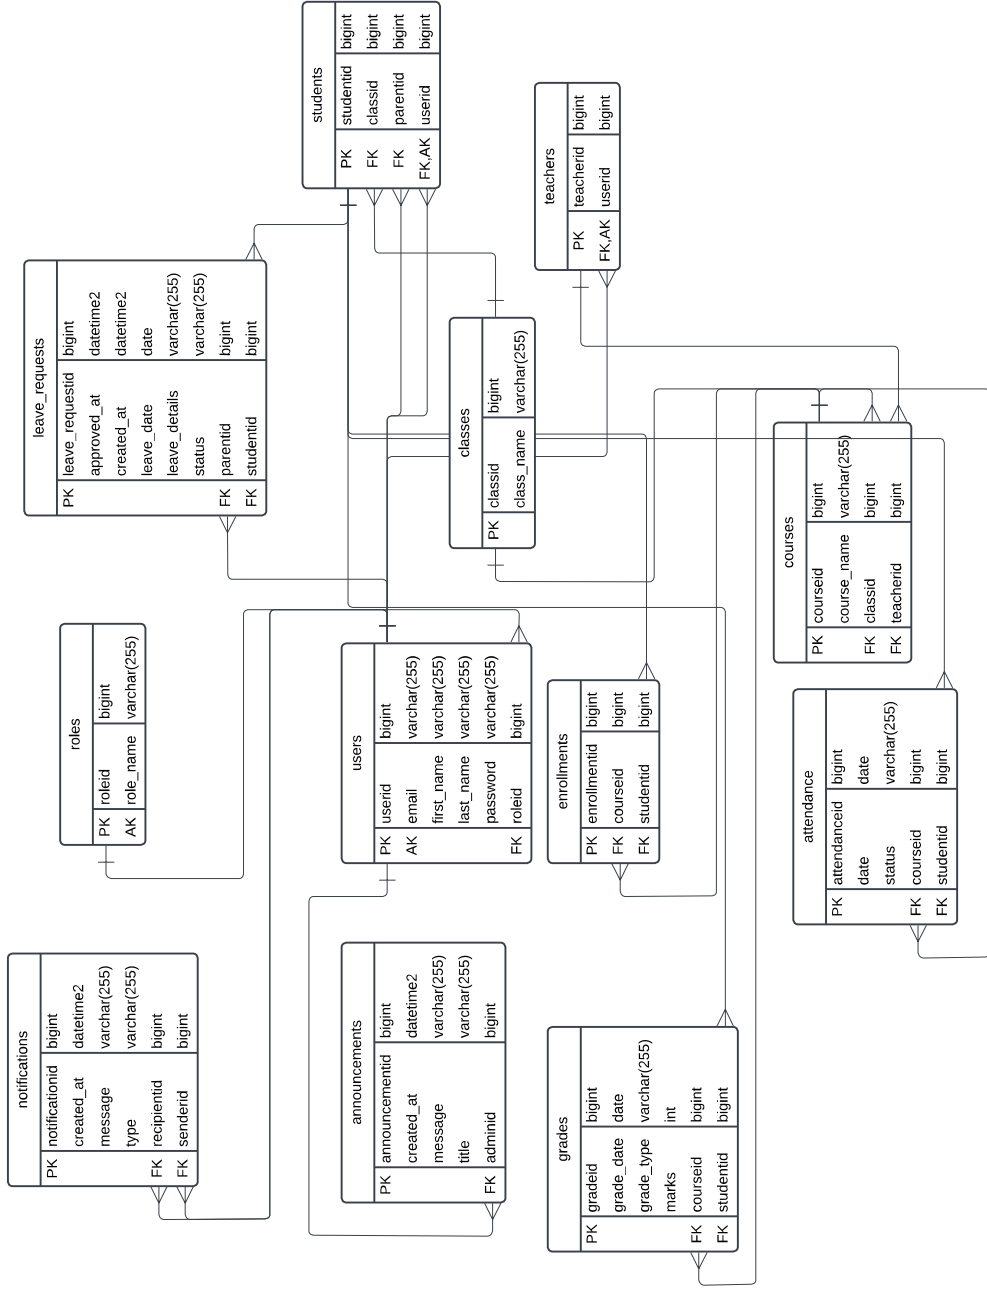 students
PK studentid bigint
FK classid bigint
FK parentid bigint
FK,AK userid bigint
teachers
PK teacherid bigint
FK,AK userid bigint
leave_requests
PK leave_requestid bigint
approved_at datetime2
created_at datetime2
leave_date date
leave_details varchar(255)
status varchar(255)
FK parentid bigint
FK studentid bigint
classes
PK classid bigint
class_name varchar(255)
courses
PK courseid bigint
course_name varchar(255)
FK classid bigint
FK teacherid bigint
roles
PK roleid bigint
AK role_name varchar(255)
users
PK userid bigint
AK email varchar(255)
first_name varchar(255)
last_name varchar(255)
password varchar(255)
FK roleid bigint
enrollments
PK enrollmentid bigint
FK courseid bigint
FK studentid bigint
attendance
PK attendanceid bigint
date date
status varchar(255)
FK courseid bigint
FK studentid bigint
notifications
PK notificationid bigint
created_at datetime2
message varchar(255)
type varchar(255)
FK recipientid bigint
FK senderid bigint
announcements
PK announcementid bigint
created_at datetime2
message varchar(255)
title varchar(255)
FK adminid bigint
grades
PK gradeid bigint
grade_date date
grade_type varchar(255)
marks int
FK courseid bigint
FK studentid bigint